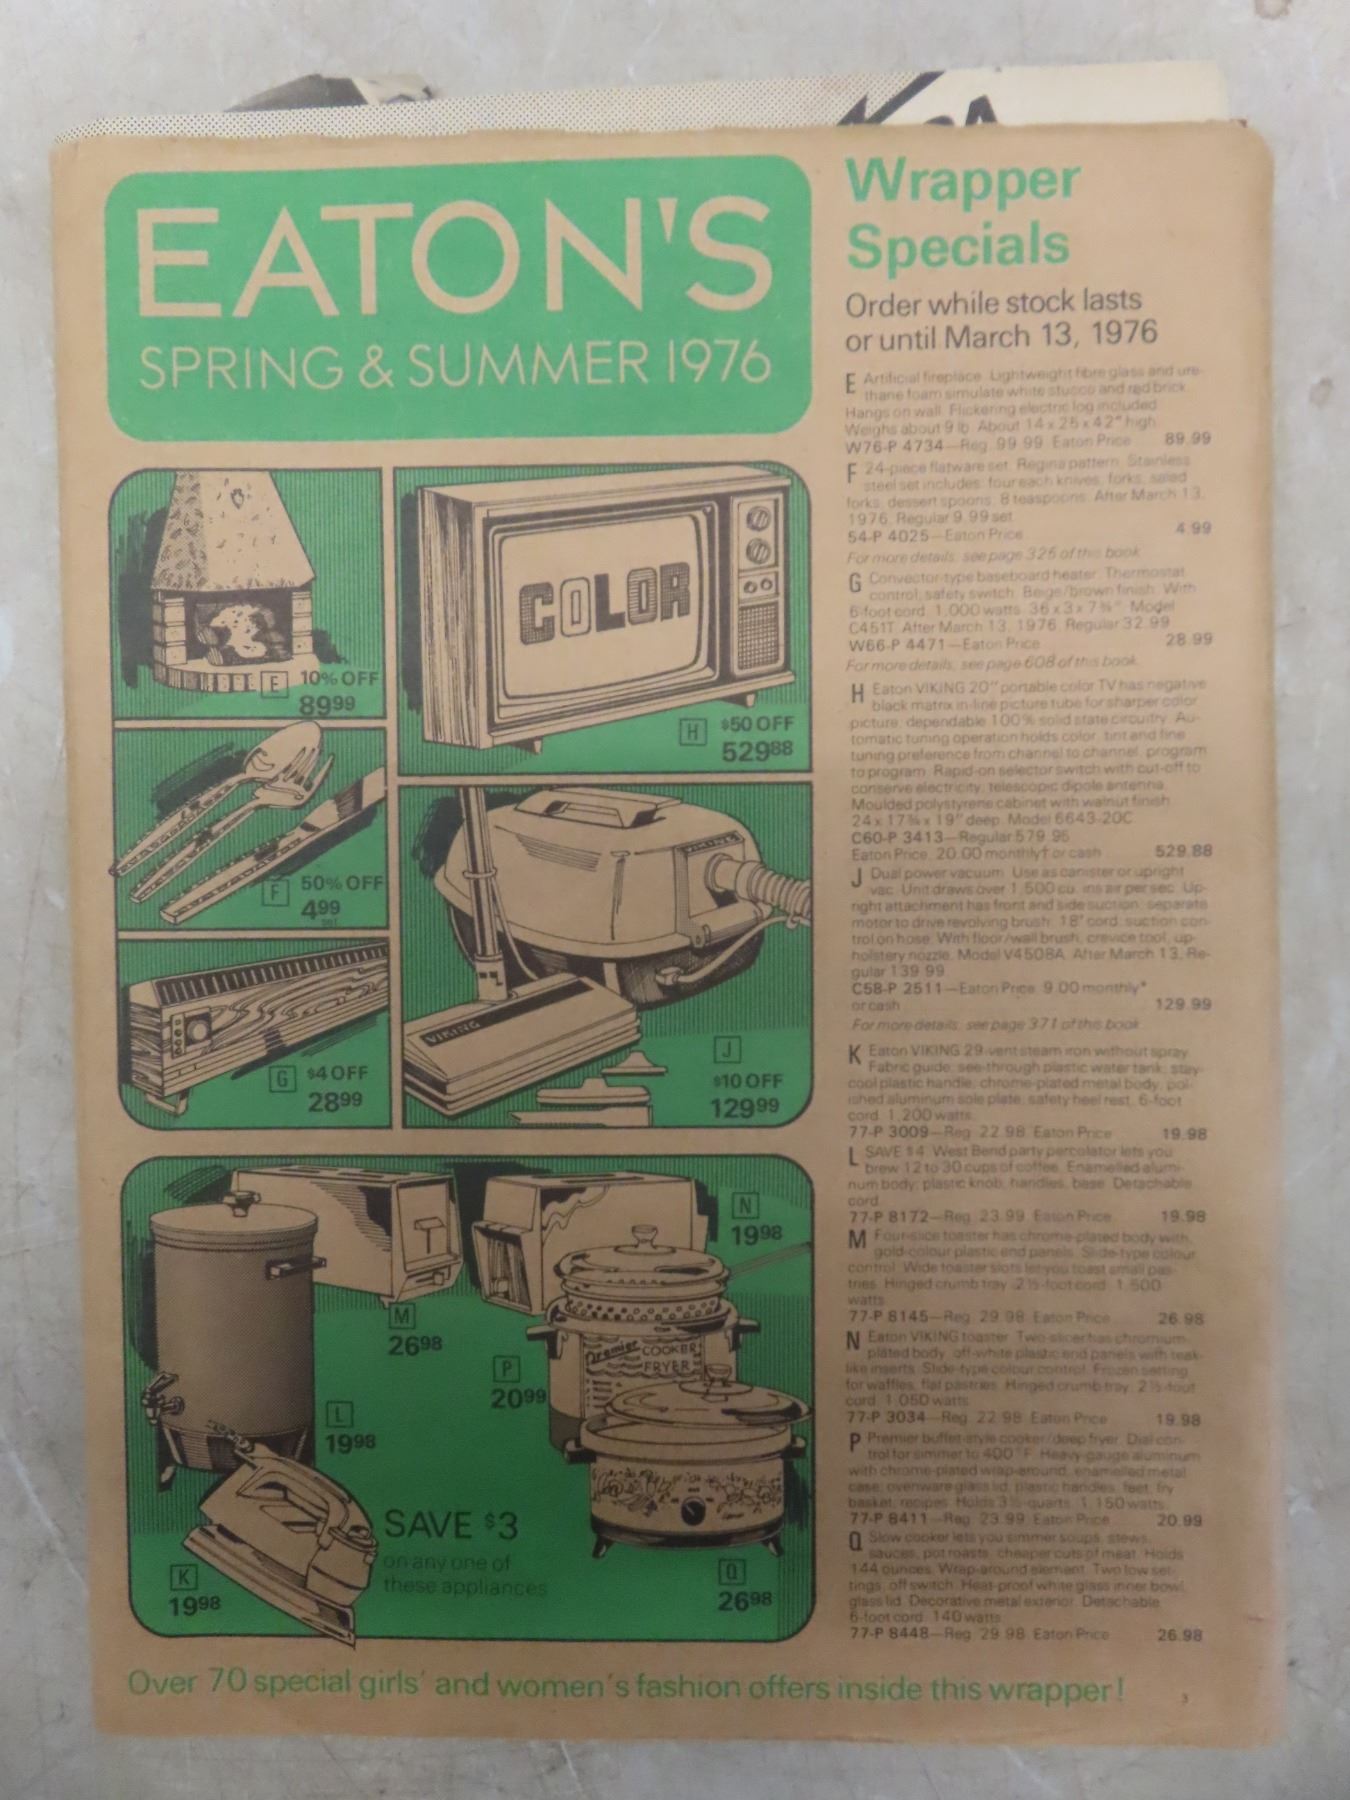 EATON'S
SPRING & SUMMER 1976
E 10% OFF
89.99
COLOR
H $50 OFF
529.88
F 50% OFF
4.99
set
VIKING
VIKING
G $4 OFF
28.99
J
$10 OFF
129.99
N
19.98
M
26.98
Premier COOKER
FRYER
P
20.99
L
19.98
SAVE $3
on any one of
these appliances
K
19.98
Q
26.98
Over 70 special girls' and women's fashion offers inside this wrapper!
3
Wrapper
Specials
Order while stock lasts
or until March 13, 1976
E Artificial fireplace. Lightweight fibre glass and ure-
thane foam simulate white stucco and red brick.
Hangs on wall. Flickering electric log included.
Weighs about 9 lb. About 14 x 25 x 42" high.
W76-P 4734—Reg. 99.99. Eaton Price 89.99
F 24-piece flatware set. Regina pattern. Stainless
steel set includes: four each knives, forks, salad
forks, dessert spoons; 8 teaspoons. After March 13,
1976, Regular 9.99 set.
54-P 4025—Eaton Price 4.99
For more details, see page 325 of this book.
G Convector-type baseboard heater. Thermostat
control, safety switch. Beige/brown finish. With
6-foot cord. 1,000 watts. 36 x 3 x 7 ¾". Model
C451T. After March 13, 1976, Regular 32.99.
W66-P 4471—Eaton Price 28.99
For more details, see page 608 of this book.
H Eaton VIKING 20" portable color TV has negative
black matrix in-line picture tube for sharper color
picture; dependable 100% solid state circuitry. Au-
tomatic tuning operation holds color, tint and fine
tuning preference from channel to channel, program
to program. Rapid-on selector switch with cut-off to
conserve electricity, telescopic dipole antenna.
Moulded polystyrene cabinet with walnut finish.
24 x 17 ¾ x 19" deep. Model 6643-20C.
C60-P 3413—Regular 579.95.
Eaton Price, 20.00 monthly† or cash 529.88
J Dual power vacuum. Use as canister or upright
vac. Unit draws over 1,500 cu. ins air per sec. Up-
right attachment has front and side suction, separate
motor to drive revolving brush. 18' cord; suction con-
trol on hose. With floor/wall brush, crevice tool, up-
holstery nozzle. Model V4508A. After March 13, Re-
gular 139.99.
C58-P 2511—Eaton Price, 9.00 monthly*
or cash 129.99
For more details, see page 371 of this book.
K Eaton VIKING 29-vent steam iron without spray.
Fabric guide, see-through plastic water tank, stay-
cool plastic handle, chrome-plated metal body, pol-
ished aluminum sole plate, safety heel rest. 6-foot
cord. 1,200 watts.
77-P 3009—Reg. 22.98. Eaton Price 19.98
L SAVE $4. West Bend party percolator lets you
brew 12 to 30 cups of coffee. Enamelled alumi-
num body; plastic knob, handles, base. Detachable
cord.
77-P 8172—Reg. 23.99. Eaton Price 19.98
M Four-slice toaster has chrome-plated body with
gold-colour plastic end panels. Slide-type colour
control. Wide toaster slots let you toast small pas-
tries. Hinged crumb tray. 2½-foot cord. 1,500
watts.
77-P 8145—Reg. 29.98. Eaton Price 26.98
N Eaton VIKING toaster. Two-slicer has chromium-
plated body, off-white plastic end panels with teak-
like inserts. Slide-type colour control. Frozen setting
for waffles, flat pastries. Hinged crumb tray. 2½-foot
cord. 1,050 watts.
77-P 3034—Reg. 22.98. Eaton Price 19.98
P Premier buffet-style cooker/deep fryer. Dial con-
trol for simmer to 400°F. Heavy-gauge aluminum
with chrome-plated wrap-around, enamelled metal
case; ovenware glass lid, plastic handles, feet, fry
basket, recipes. Holds 3½-quarts. 1,150 watts.
77-P 8411—Reg. 23.99. Eaton Price 20.99
Q Slow cooker lets you simmer soups, stews,
sauces, pot roasts, cheaper cuts of meat. Holds
144 ounces. Wrap-around element. Two low set-
tings, off switch. Heat-proof white glass inner bowl,
glass lid. Decorative metal exterior. Detachable
6-foot cord. 140 watts.
77-P 8448—Reg. 29.98. Eaton Price 26.98